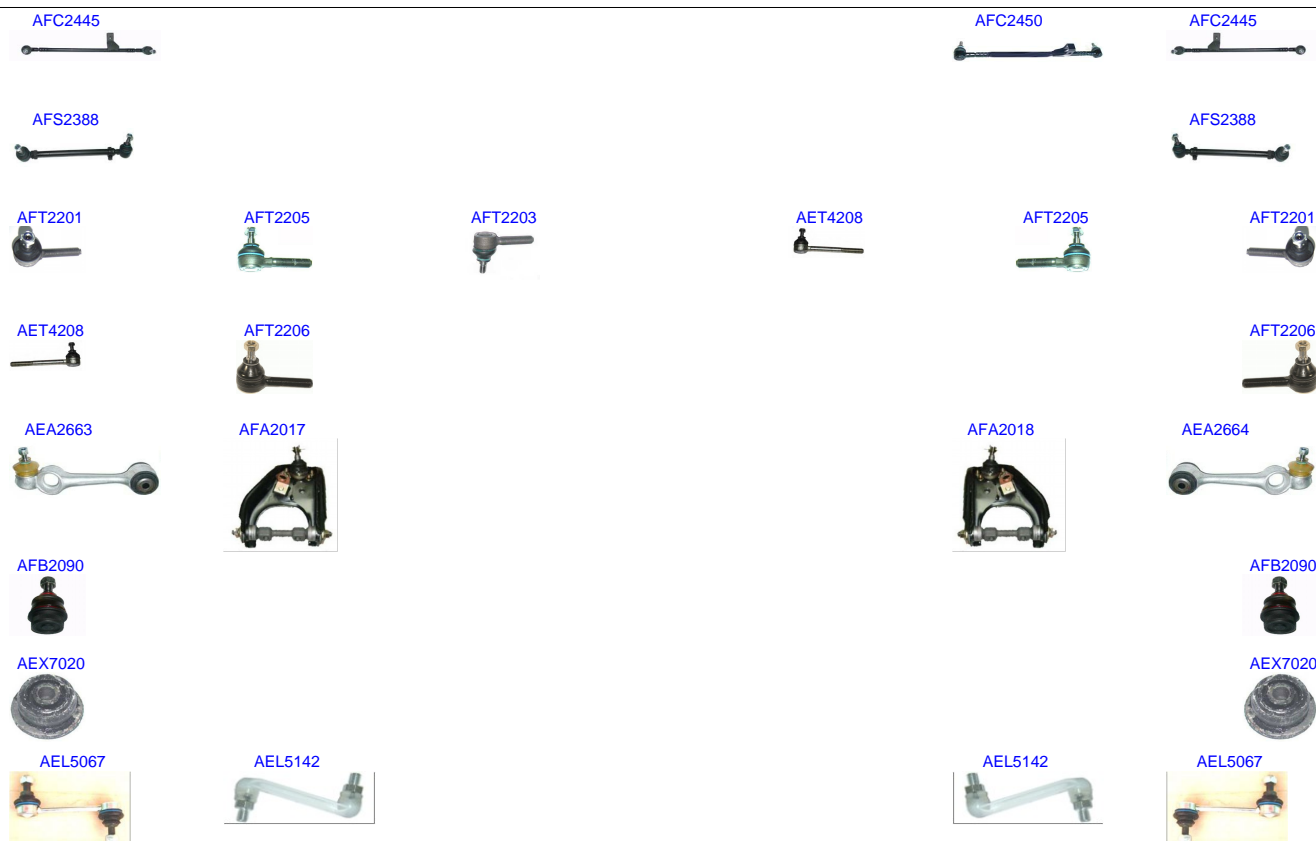 AFC2445 AFC2450 AFC2445
AFS2388 AFS2388
AFT2201 AFT2205 AFT2203 AET4208 AFT2205 AFT2201
AET4208 AFT2206 AFT2206
AEA2663 AFA2017 AFA2018 AEA2664
AFB2090 AFB2090
AEX7020 AEX7020
AEL5067 AEL5142 AEL5142 AEL5067